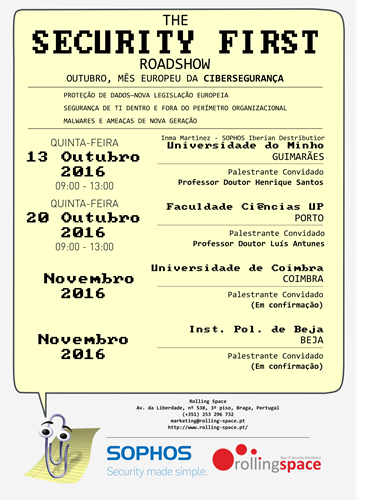 THE
SECURITY FIRST
ROADSHOW
OUTUBRO, MÊS EUROPEU DA CIBERSEGURANÇA
PROTEÇÃO DE DADOS—NOVA LEGISLAÇÃO EUROPEIA
SEGURANÇA DE TI DENTRO E FORA DO PERÍMETRO ORGANIZACIONAL
MALWARES E AMEAÇAS DE NOVA GERAÇÃO
Inma Martinez - SOPHOS Iberian Destributior
QUINTA-FEIRA
13 Outubro
2016
09:00 - 13:00
Universidade do Minho
GUIMARÃES
Palestrante Convidado
Professor Doutor Henrique Santos
QUINTA-FEIRA
20 Outubro
2016
09:00 - 13:00
Faculdade Ciências UP
PORTO
Palestrante Convidado
Professor Doutor Luís Antunes
Novembro
2016
Universidade de Coimbra
COIMBRA
Palestrante Convidado
(Em confirmação)
Novembro
2016
Inst. Pol. de Beja
BEJA
Palestrante Convidado
(Em confirmação)
Rolling Space
Av. da Liberdade, nº 538, 3º piso, Braga, Portugal
(+351) 253 296 732
marketing@rolling-space.pt
http://www.rolling-space.pt/
SOPHOS
Security made simple.
rollingspace